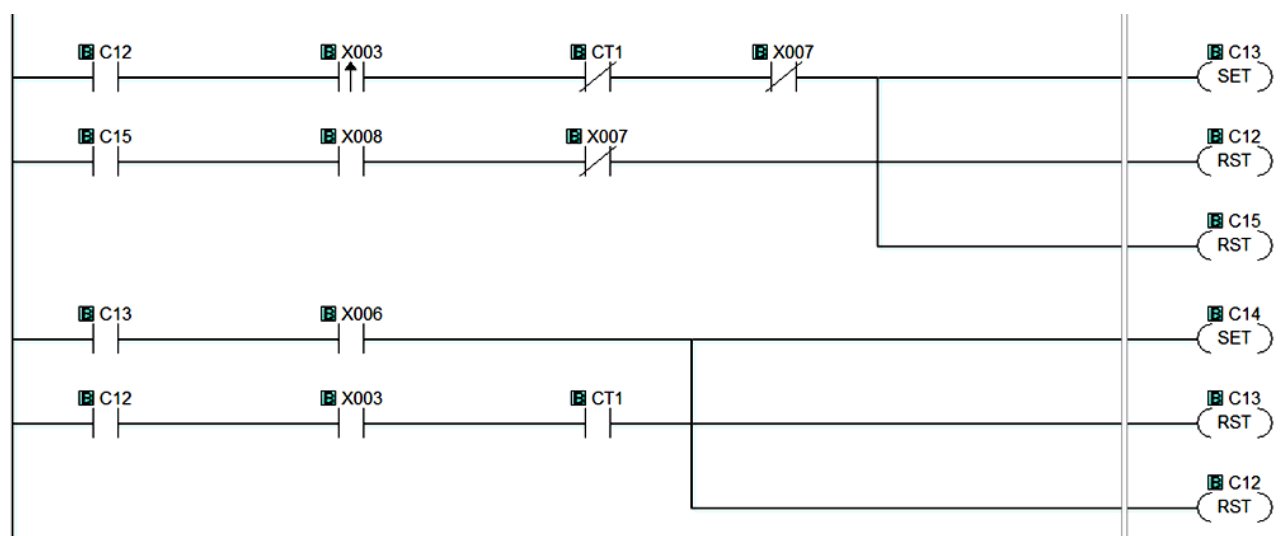 B C12 B X003 B CT1 B X007 B C13
SET
B C15 B X008 B X007 B C12
RST
B C15
RST
B C13 B X006 B C14
SET
B C12 B X003 B CT1 B C13
RST
B C12
RST